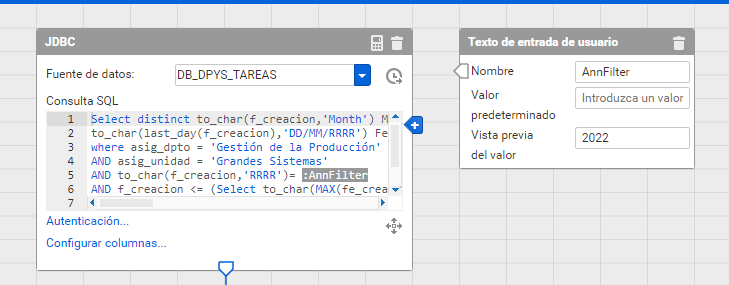 JDBC
Fuente de datos:
DB_DPYS_TAREAS
Consulta SQL
1 Select distinct to_char(f_creacion,'Month') M
2 to_char(last_day(f_creacion),'DD/MM/RRRR') Fe
3 where asig_dpto = 'Gestión de la Producción'
4 AND asig_unidad = 'Grandes Sistemas'
5 AND to_char(f_creacion,'RRRR')= :AnnFilter
6 AND f_creacion <= (Select to_char(MAX(fe_crea
7
Autenticación...
Configurar columnas...
Texto de entrada de usuario
Nombre
AnnFilter
Valor
predeterminado
Introduzca un valor
Vista previa
del valor
2022